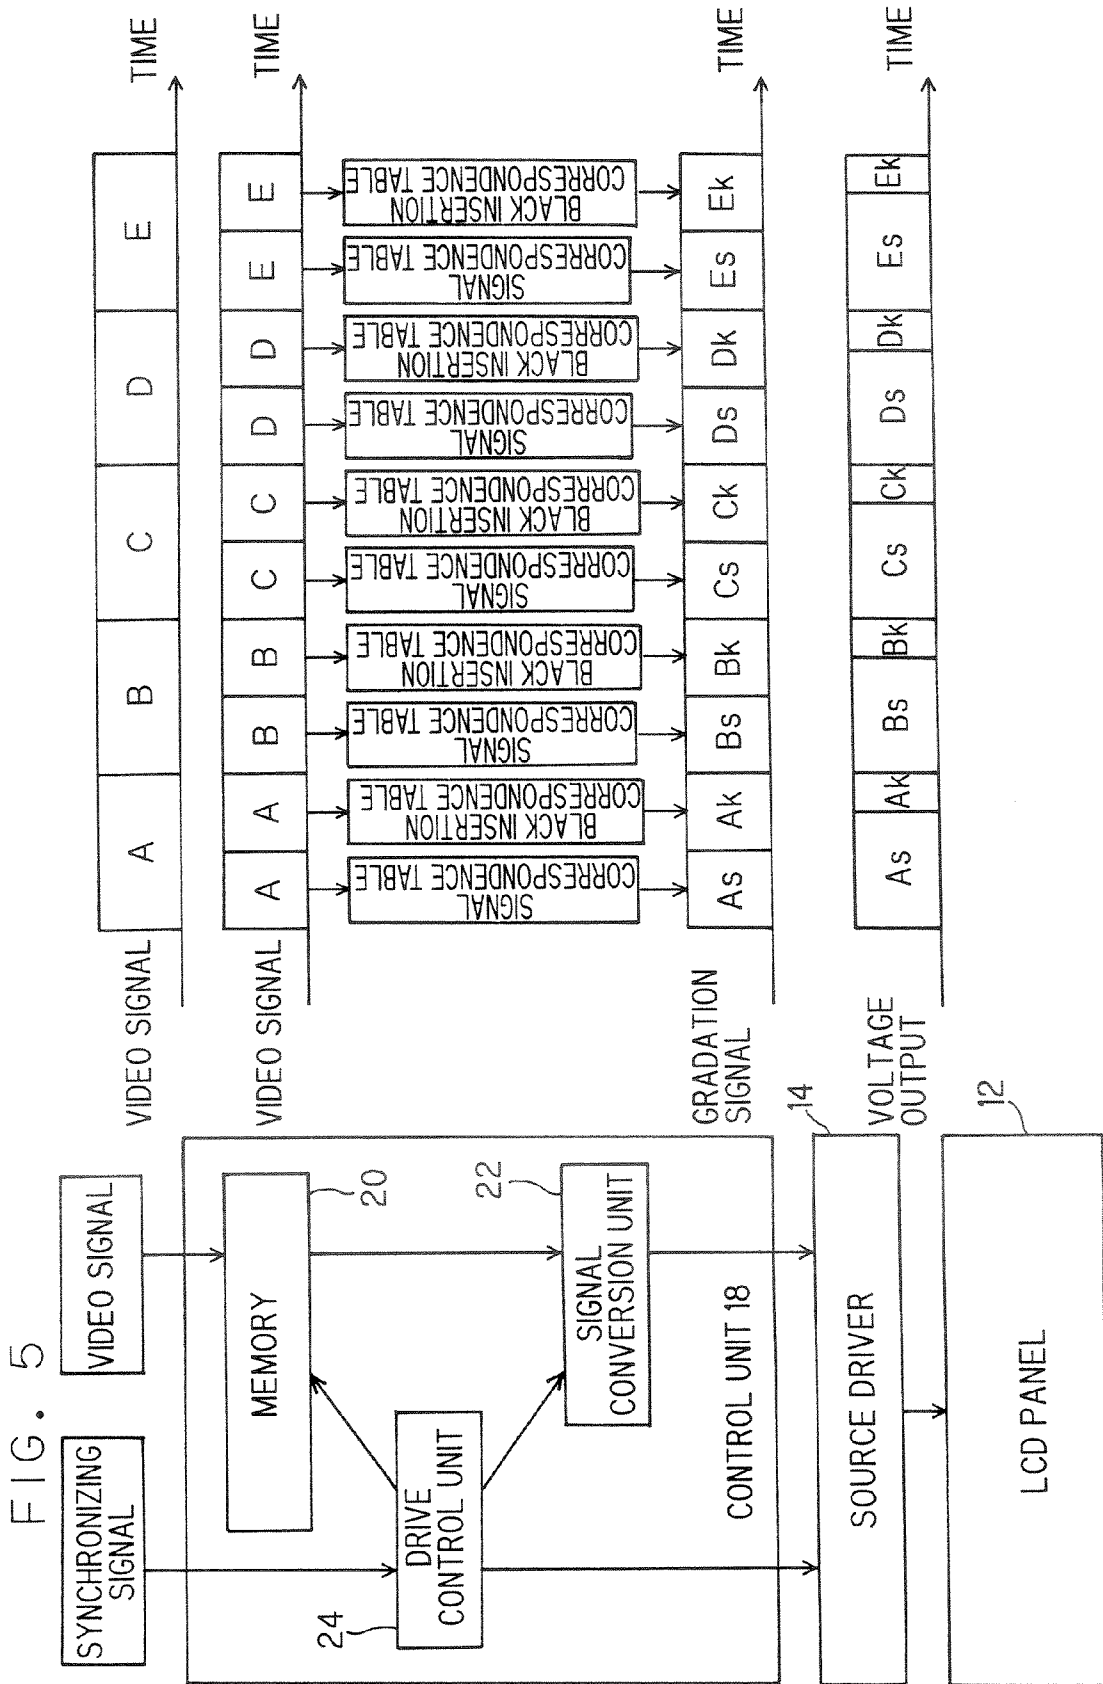 FIG. 5
SYNCHRONIZING
SIGNAL
VIDEO SIGNAL
MEMORY
20
DRIVE
CONTROL UNIT
24
SIGNAL
CONVERSION UNIT
22
CONTROL UNIT 18
SOURCE DRIVER
14
LCD PANEL
12
VIDEO SIGNAL
A
B
C
D
E
TIME
VIDEO SIGNAL
A
A
B
B
C
C
D
D
E
E
TIME
SIGNAL
CORRESPONDENCE TABLE
BLACK INSERTION
CORRESPONDENCE TABLE
SIGNAL
CORRESPONDENCE TABLE
BLACK INSERTION
CORRESPONDENCE TABLE
SIGNAL
CORRESPONDENCE TABLE
BLACK INSERTION
CORRESPONDENCE TABLE
SIGNAL
CORRESPONDENCE TABLE
BLACK INSERTION
CORRESPONDENCE TABLE
SIGNAL
CORRESPONDENCE TABLE
BLACK INSERTION
CORRESPONDENCE TABLE
GRADATION
SIGNAL
As
Ak
Bs
Bk
Cs
Ck
Ds
Dk
Es
Ek
TIME
VOLTAGE
OUTPUT
As
Ak
Bs
Bk
Cs
Ck
Ds
Dk
Es
Ek
TIME